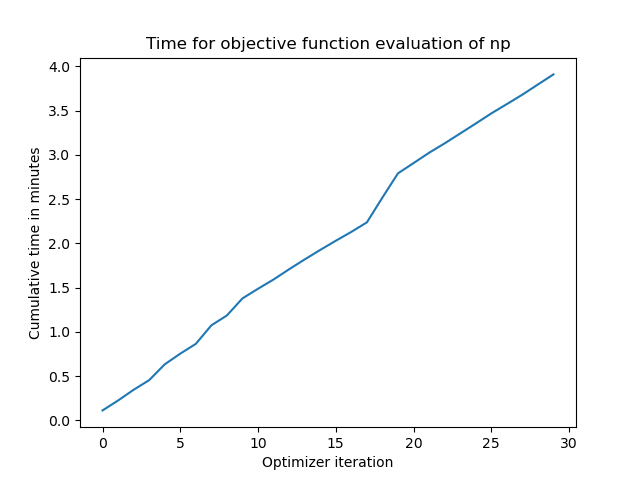 Time for objective function evaluation of np
Cumulative time in minutes
4.0
3.5
3.0
2.5
2.0
1.5
1.0
0.5
0.0
0 5 10 15 20 25 30
Optimizer iteration